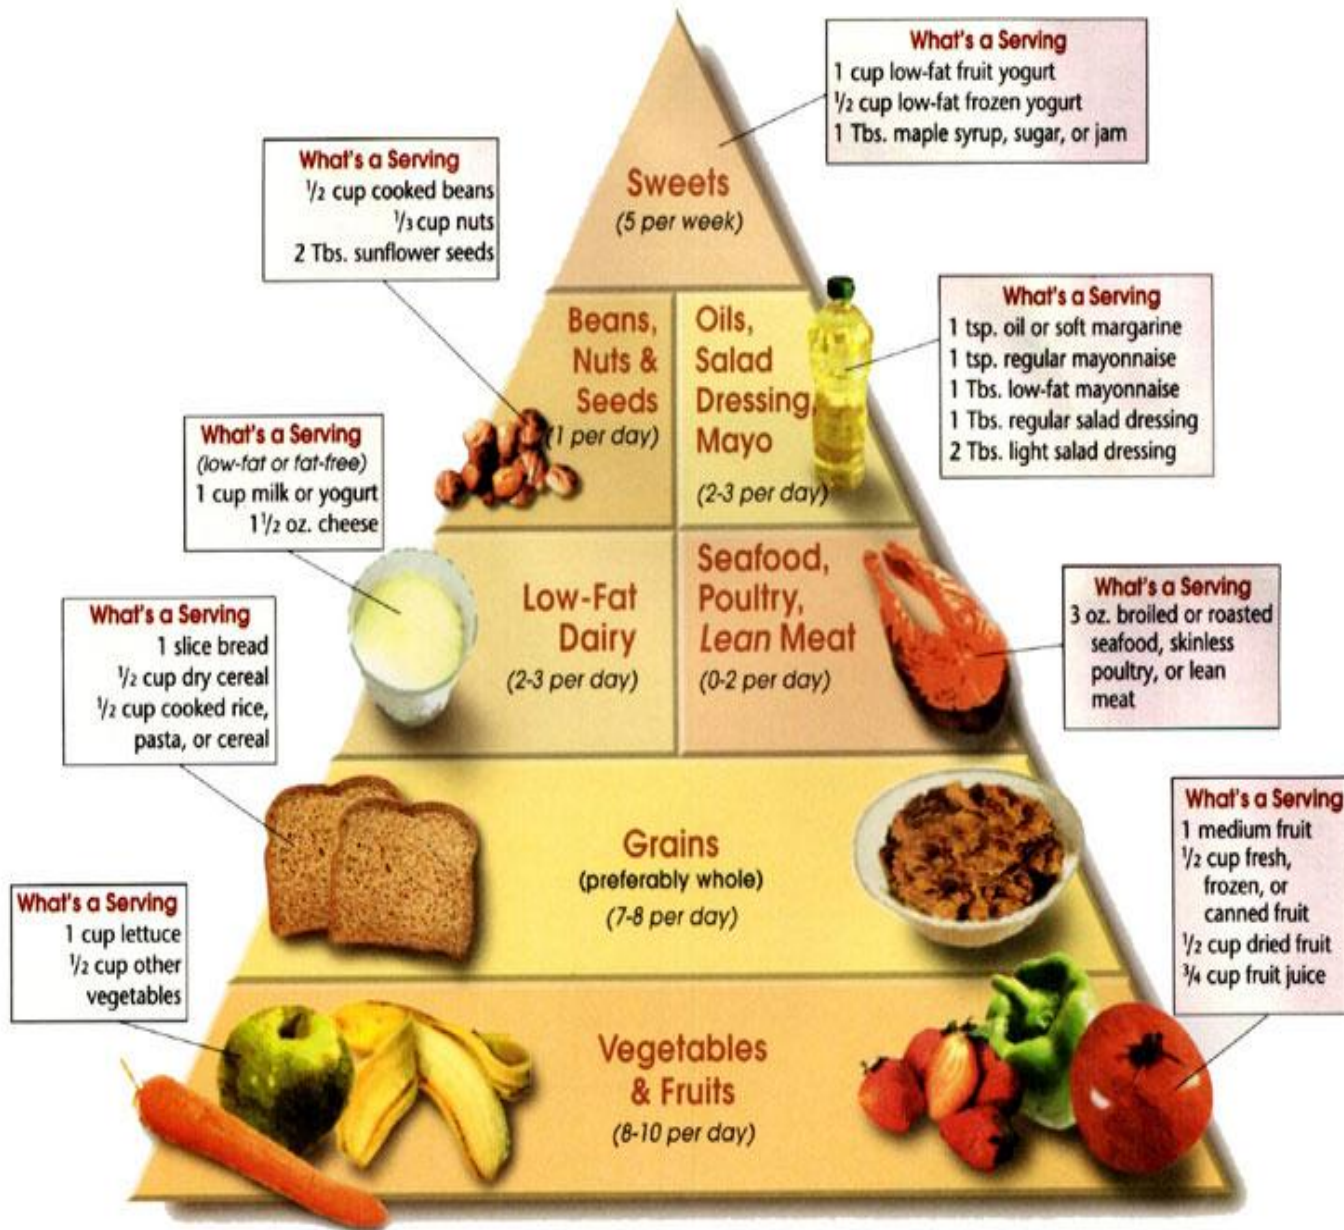 What's a Serving
1 cup low-fat fruit yogurt
½ cup low-fat frozen yogurt
1 Tbs. maple syrup, sugar, or jam
Sweets
(5 per week)
What's a Serving
½ cup cooked beans
⅓ cup nuts
2 Tbs. sunflower seeds
Beans,
Nuts &
Seeds
(1 per day)
Oils,
Salad
Dressing,
Mayo
(2-3 per day)
What's a Serving
1 tsp. oil or soft margarine
1 tsp. regular mayonnaise
1 Tbs. low-fat mayonnaise
1 Tbs. regular salad dressing
2 Tbs. light salad dressing
What's a Serving
(low-fat or fat-free)
1 cup milk or yogurt
1½ oz. cheese
Low-Fat
Dairy
(2-3 per day)
Seafood,
Poultry,
Lean Meat
(0-2 per day)
What's a Serving
3 oz. broiled or roasted
seafood, skinless
poultry, or lean
meat
What's a Serving
1 slice bread
½ cup dry cereal
½ cup cooked rice,
pasta, or cereal
Grains
(preferably whole)
(7-8 per day)
What's a Serving
1 medium fruit
½ cup fresh,
frozen, or
canned fruit
½ cup dried fruit
¾ cup fruit juice
What's a Serving
1 cup lettuce
½ cup other
vegetables
Vegetables
& Fruits
(8-10 per day)